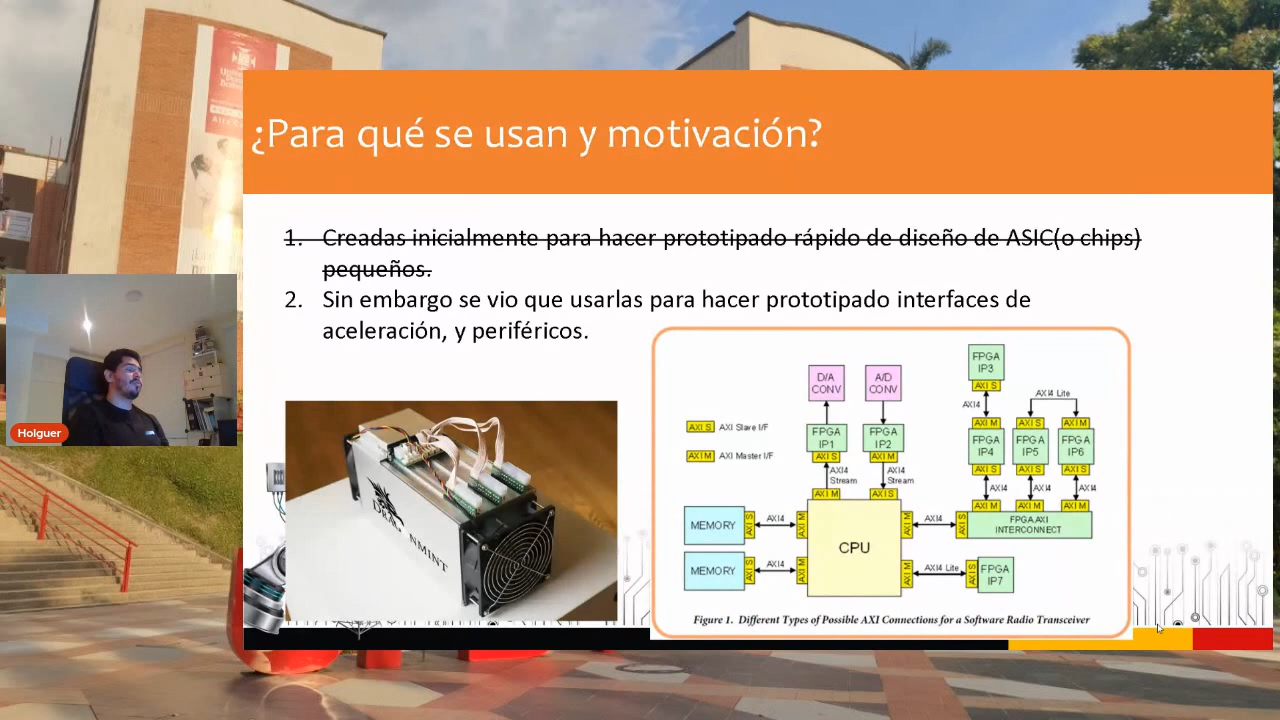 ¿Para qué se usan y motivación?
1. Creadas inicialmente para hacer prototipado rápido de diseño de ASIC(o chips)
pequeños.
2. Sin embargo se vio que usarlas para hacer prototipado interfaces de
aceleración, y periféricos.
Holguer
DRA NMINT
AXI S AXI Slave I/F
AXI M AXI Master I/F
D/A
CONV
A/D
CONV
FPGA
IP1
AXI S
FPGA
IP2
AXI M
AXI4
Stream
AXI4
Stream
AXI M
AXI S
FPGA
IP3
AXI S
AXI4
AXI Lite
AXI M
AXI S
AXI M
FPGA
IP4
FPGA
IP5
FPGA
IP6
AXI S
AXI S
AXI S
AXI4
AXI4
AXI4
AXI M
AXI M
AXI M
FPGA AXI
INTERCONNECT
MEMORY
AXI S
AXI4
AXI M
MEMORY
AXI S
AXI4
AXI M
CPU
AXI M
AXI4
AXI S
AXI M
AXI4 Lite
AXI S
FPGA
IP7
Figure 1. Different Types of Possible AXI Connections for a Software Radio Transceiver